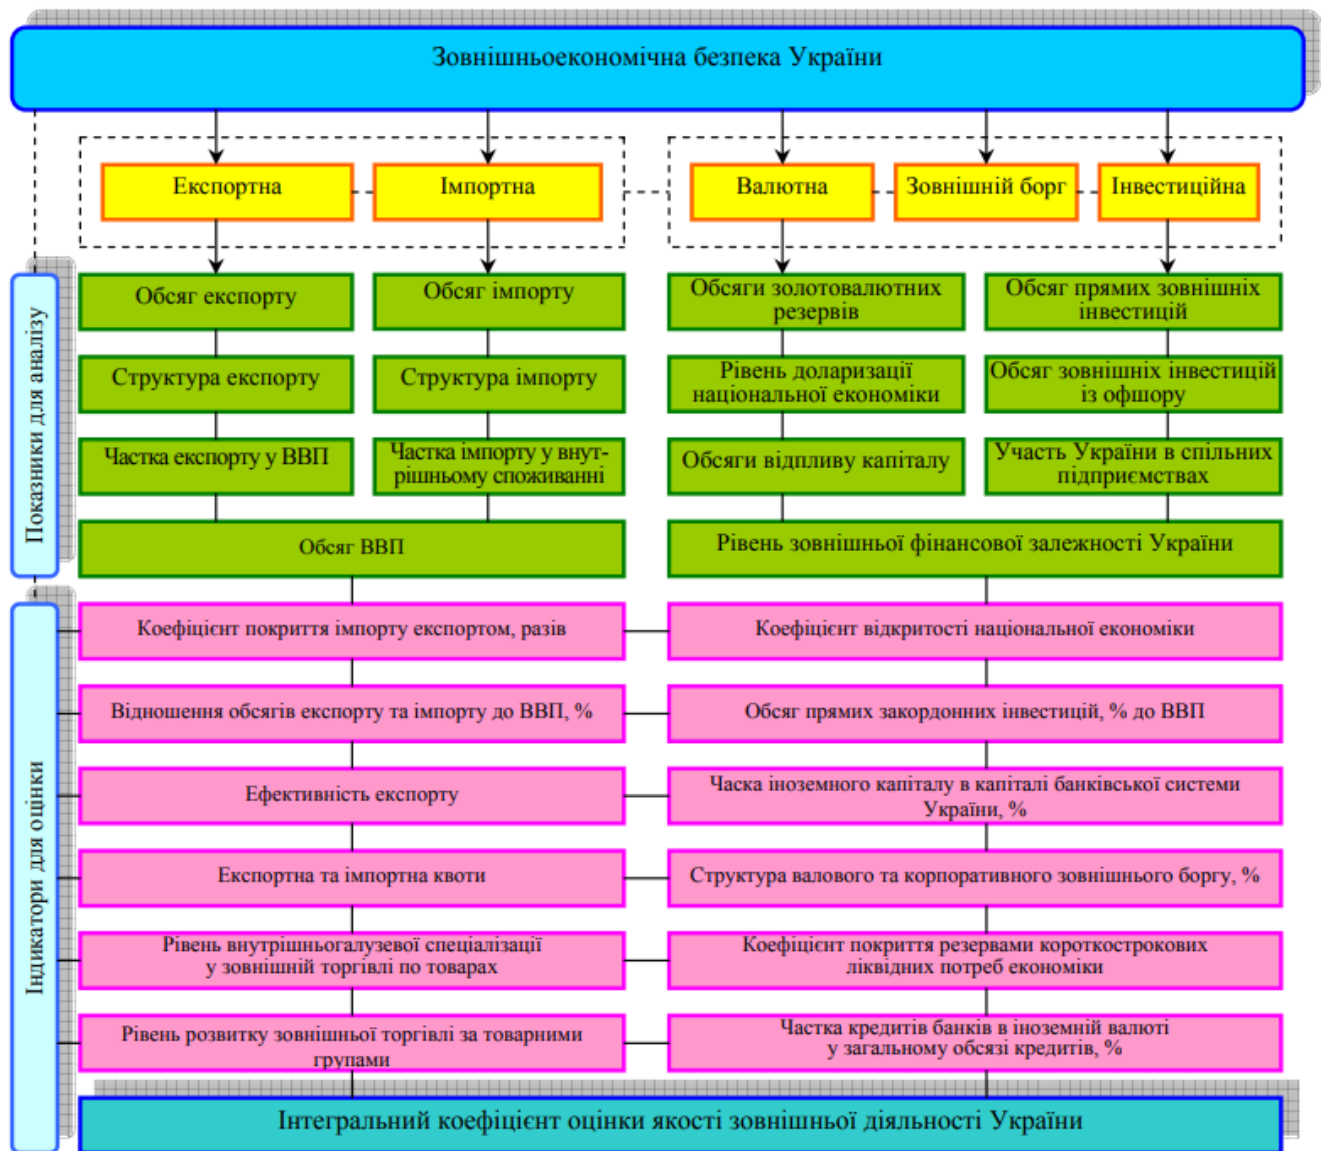 Зовнішньоекономічна безпека України
Експортна
Імпортна
Валютна
Зовнішній борг
Інвестиційна
Показники для аналізу
Обсяг експорту
Обсяг імпорту
Обсяги золотовалютних
резервів
Обсяг прямих зовнішніх
інвестицій
Структура експорту
Структура імпорту
Рівень доларизації
національної економіки
Обсяг зовнішніх інвестицій
із офшору
Частка експорту у ВВП
Частка імпорту у внут-
рішньому споживанні
Обсяги відпливу капіталу
Участь України в спільних
підприємствах
Обсяг ВВП
Рівень зовнішньої фінансової залежності України
Індикатори для оцінки
Коефіцієнт покриття імпорту експортом, разів
Коефіцієнт відкритості національної економіки
Відношення обсягів експорту та імпорту до ВВП, %
Обсяг прямих закордонних інвестицій, % до ВВП
Ефективність експорту
Часка іноземного капіталу в капіталі банківської системи
України, %
Експортна та імпортна квоти
Структура валового та корпоративного зовнішнього боргу, %
Рівень внутрішньогалузевої спеціалізації
у зовнішній торгівлі по товарах
Коефіцієнт покриття резервами короткострокових
ліквідних потреб економіки
Рівень розвитку зовнішньої торгівлі за товарними
групами
Частка кредитів банків в іноземній валюті
у загальному обсязі кредитів, %
Інтегральний коефіцієнт оцінки якості зовнішньої діяльності України